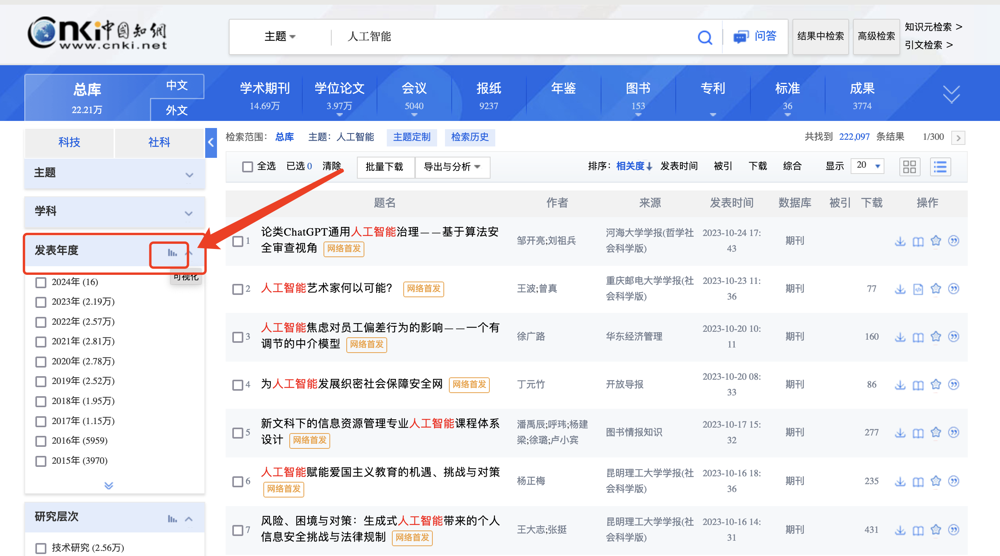 cnki中国知網
www.cnki.net
主题
人工智能
问答
结果中检索
高级检索
知识元检索 >
引文检索 >
总库
22.21万
中文
外文
学术期刊
14.69万
学位论文
3.97万
会议
5040
报纸
9237
年鉴
图书
153
专利
标准
36
成果
3774
科技
社科
检索范围：总库 主题：人工智能 主题定制 检索历史
共找到 222,097 条结果 1/300
全选 已选 0 清除 批量下载 导出与分析
排序：相关度 发表时间 被引 下载 综合 显示 20
主题
学科
发表年度
可视化
2024年 (16)
2023年 (2.19万)
2022年 (2.57万)
2021年 (2.81万)
2020年 (2.78万)
2019年 (2.52万)
2018年 (1.95万)
2017年 (1.15万)
2016年 (5959)
2015年 (3970)
研究层次
技术研究 (2.56万)
题名 作者 来源 发表时间 数据库 被引 下载 操作
1
论类ChatGPT通用人工智能治理——基于算法安
全审查视角 网络首发
邹开亮;刘祖兵
河海大学学报(哲学社
会科学版)
2023-10-24 17:
43
期刊
2
人工智能艺术家何以可能？ 网络首发
王波;曾真
重庆邮电大学学报(社
会科学版)
2023-10-23 11:
36
期刊
77
3
人工智能焦虑对员工偏差行为的影响——一个有
调节的中介模型 网络首发
徐广路
华东经济管理
2023-10-20 10:
11
期刊
160
4
为人工智能发展织密社会保障安全网 网络首发
丁元竹
开放导报
2023-10-20 08:
33
期刊
86
5
新文科下的信息资源管理专业人工智能课程体系
设计 网络首发
潘禹辰;呼玮;杨建
梁;徐璐;卢小宾
图书情报知识
2023-10-17 15:
32
期刊
277
6
人工智能赋能爱国主义教育的机遇、挑战与对策
网络首发
杨正梅
昆明理工大学学报(社
会科学版)
2023-10-16 18:
36
期刊
235
7
风险、困境与对策：生成式人工智能带来的个人
信息安全挑战与法律规制 网络首发
王大志;张挺
昆明理工大学学报(社
会科学版)
2023-10-16 14:
31
期刊
431